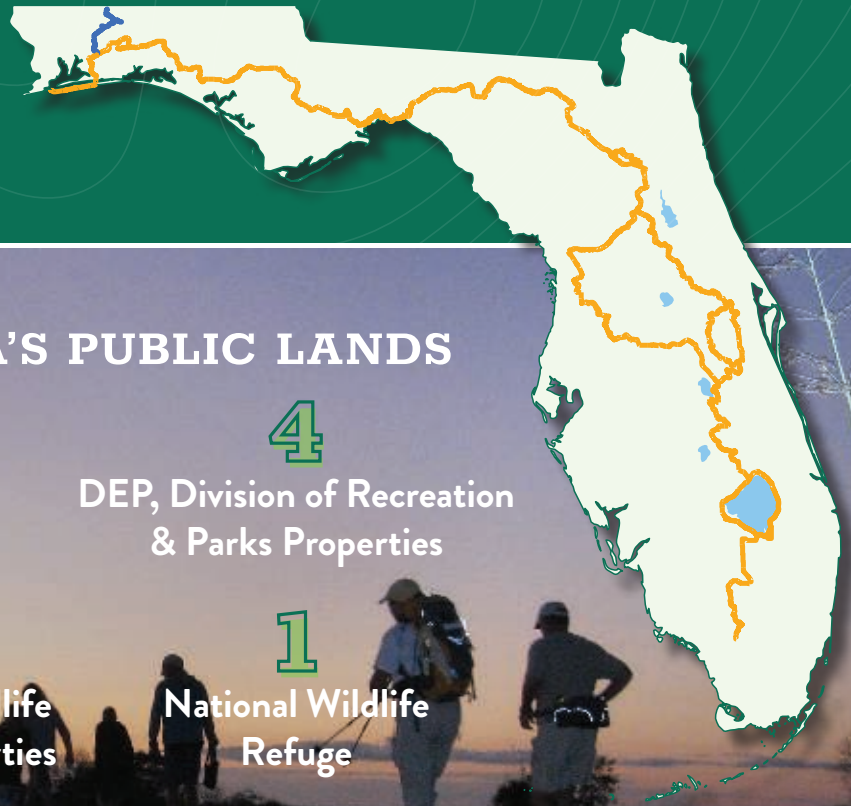 A'S PUBLIC LANDS
4
DEP, Division of Recreation
& Parks Properties
1
life
National Wildlife
ties
Refuge